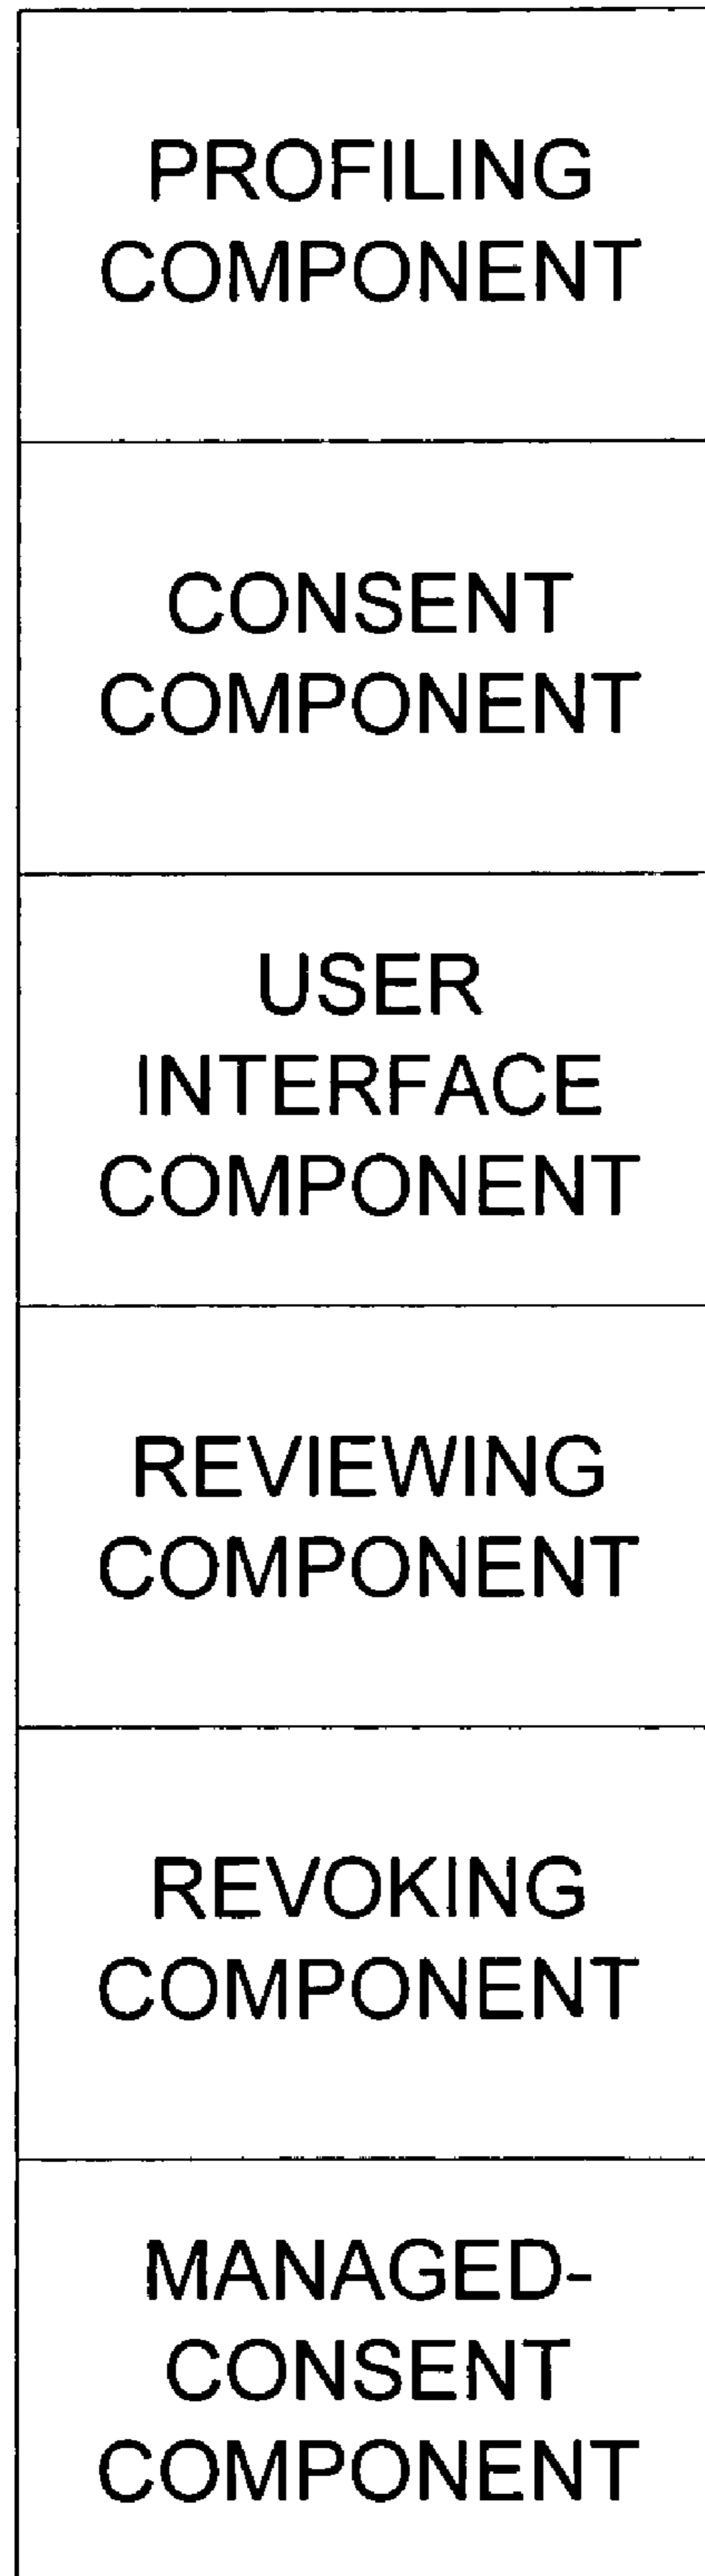 PROFILING
COMPONENT
CONSENT
COMPONENT
USER
INTERFACE
COMPONENT
REVIEWING
COMPONENT
REVOKING
COMPONENT
MANAGED-
CONSENT
COMPONENT